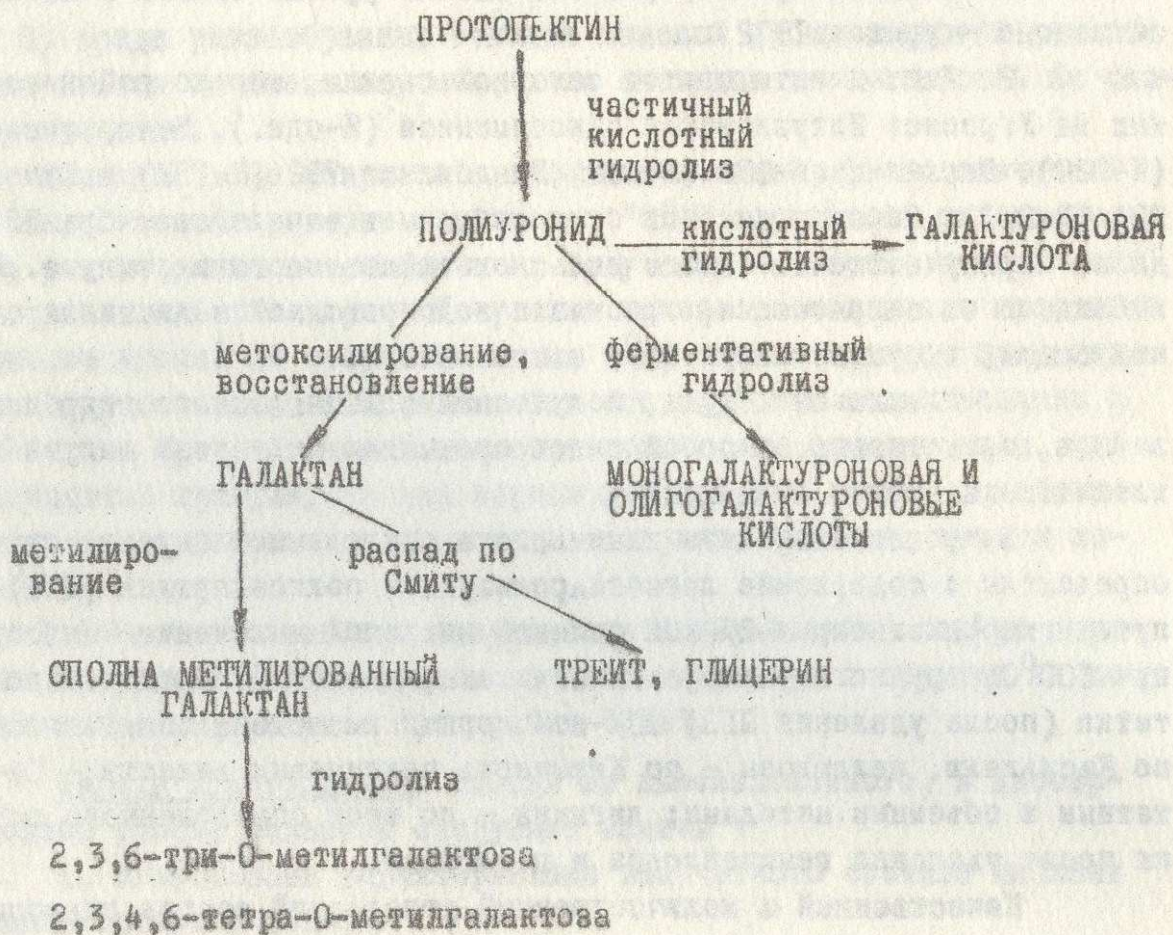 ПРОТОПЕКТИН
частичный
кислотный
гидролиз
ПОЛИУРОНИД
кислотный
гидролиз
ГАЛАКТУРОНОВАЯ
КИСЛОТА
метоксилирование,
восстановление
ферментативный
гидролиз
ГАЛАКТАН
МОНОГАЛАКТУРОНОВАЯ И
ОЛИГОГАЛАКТУРОНОВЫЕ
КИСЛОТЫ
метилиро-
вание
распад по
Смиту
СПОЛНА МЕТИЛИРОВАННЫЙ
ГАЛАКТАН
ТРЕИТ, ГЛИЦЕРИН
гидролиз
2,3,6-три-О-метилгалактоза
2,3,4,6-тетра-О-метилгалактоза